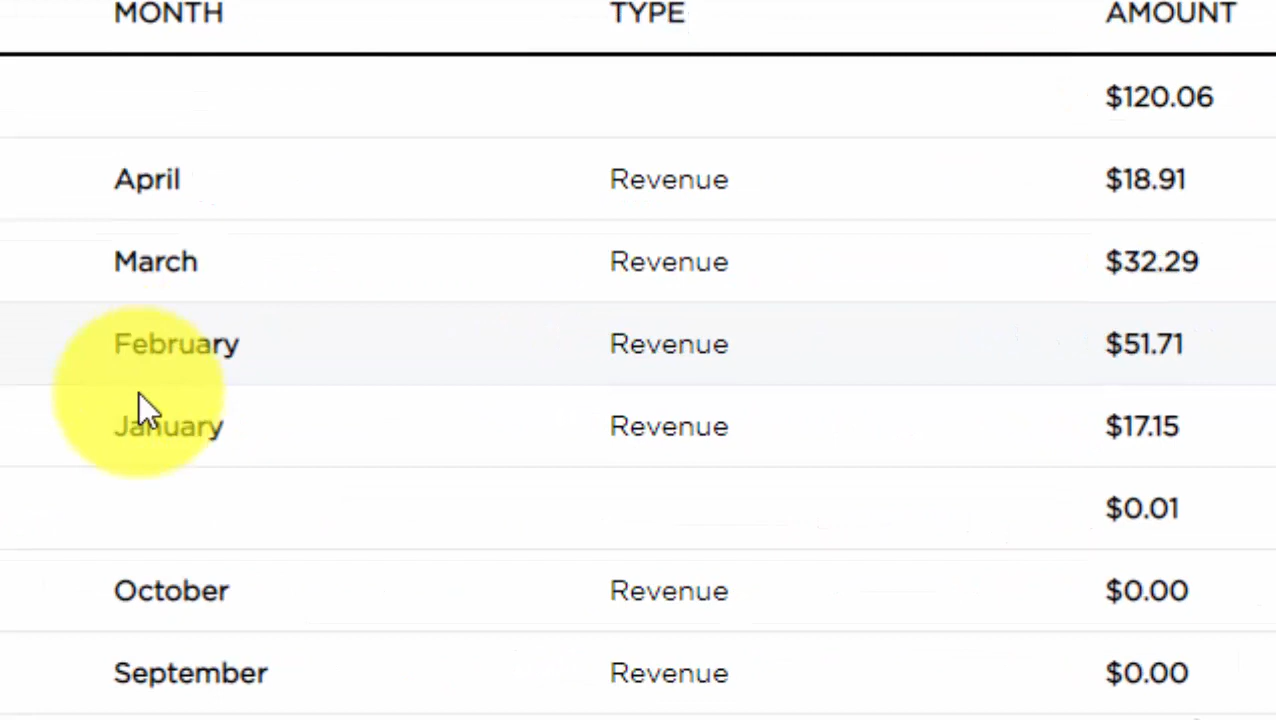 MONTH TYPE AMOUNT
$120.06
April Revenue $18.91
March Revenue $32.29
February Revenue $51.71
January Revenue $17.15
$0.01
October Revenue $0.00
September Revenue $0.00